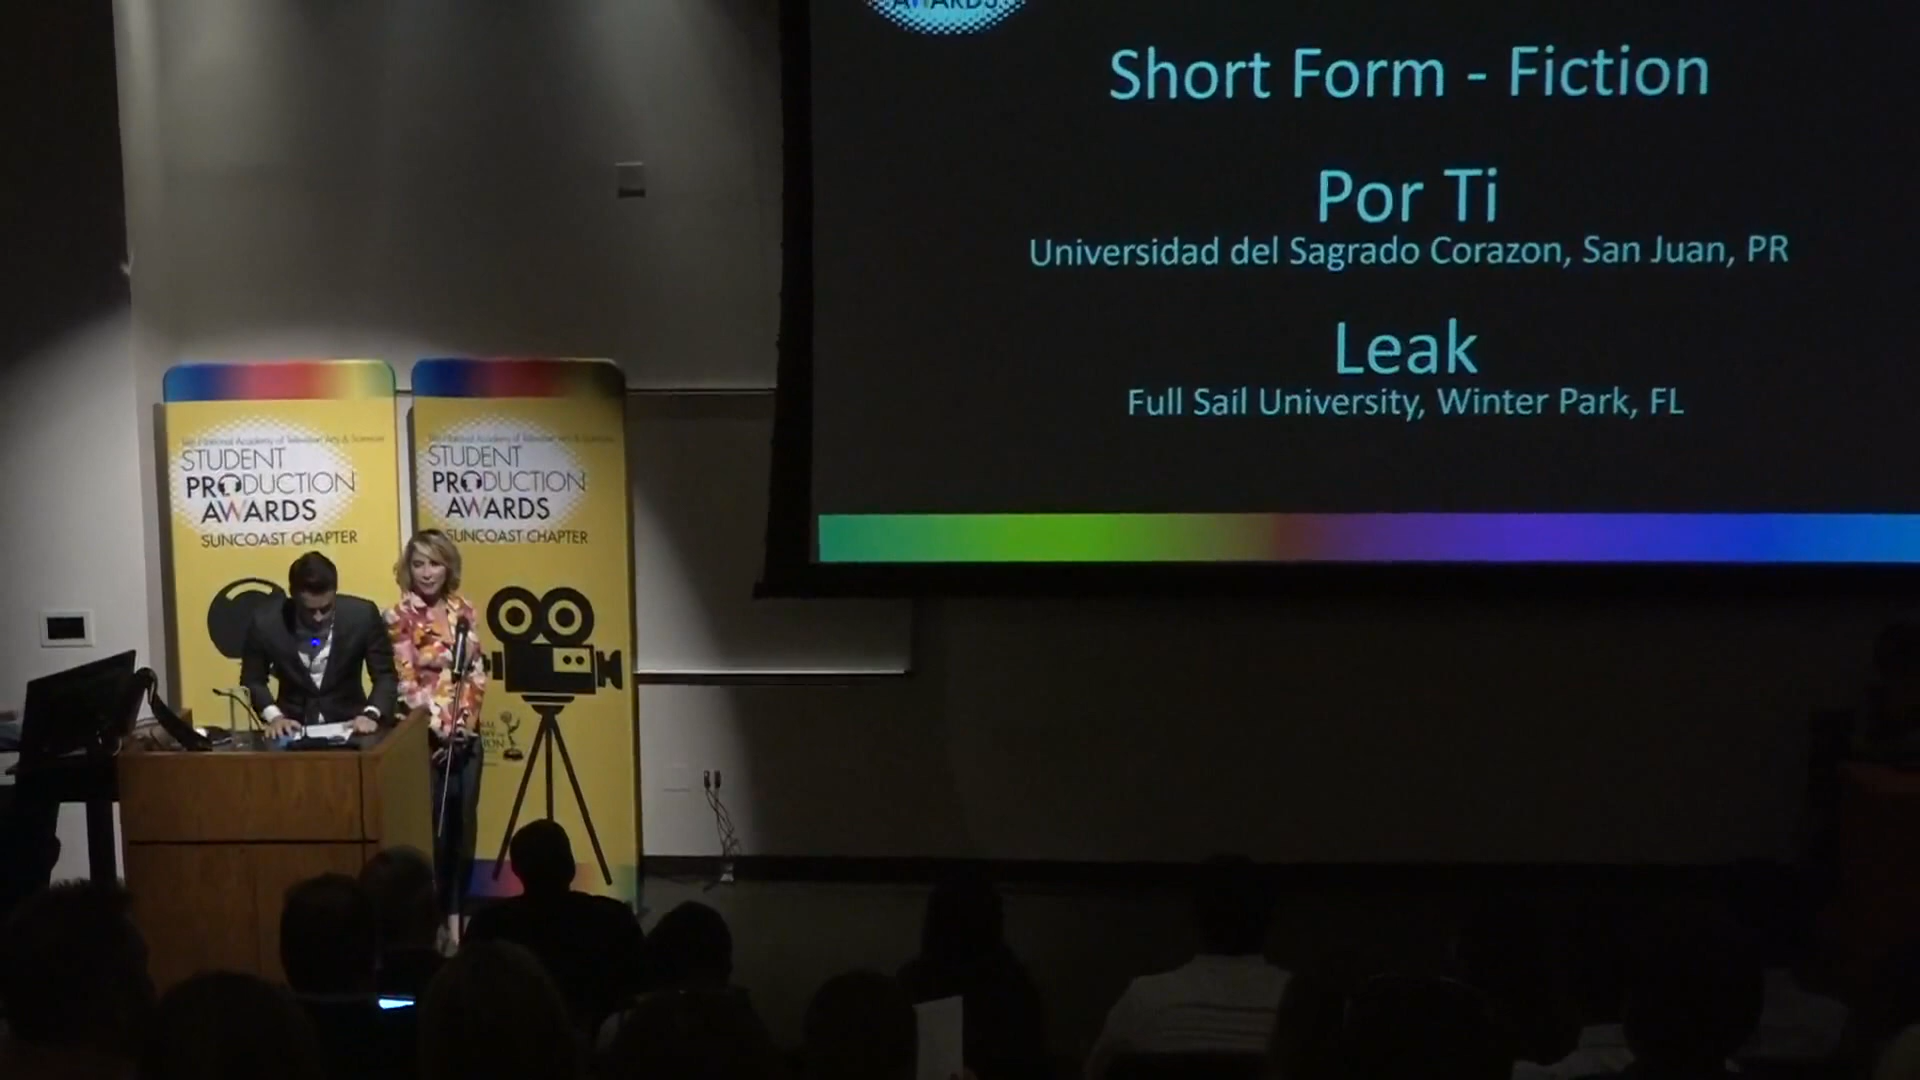 AWARDS
Short Form - Fiction
Por Ti
Universidad del Sagrado Corazon, San Juan, PR
Leak
Full Sail University, Winter Park, FL
STUDENT
PRODUCTION
AWARDS
SUNCOAST CHAPTER
STUDENT
PRODUCTION
AWARDS
SUNCOAST CHAPTER